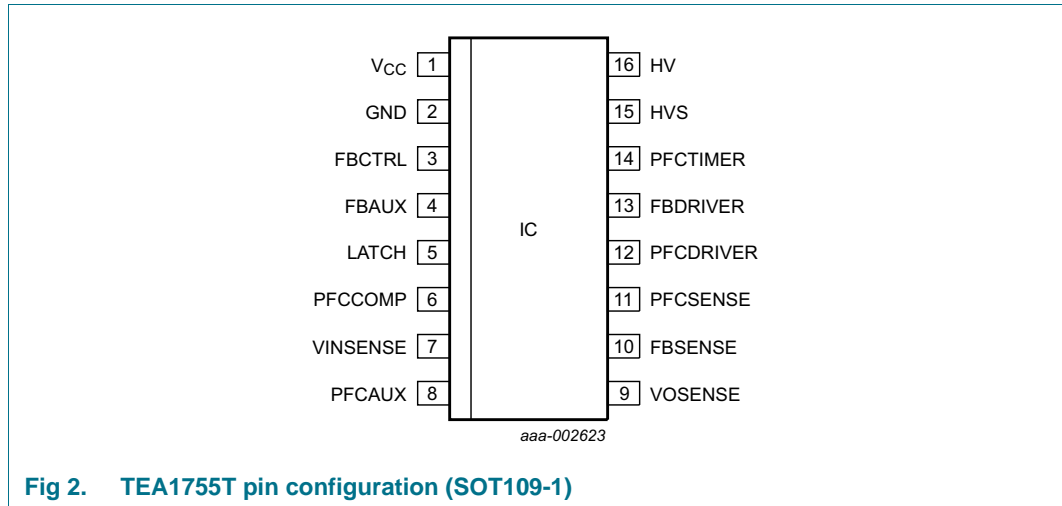 VCC 1 16 HV
GND 2 15 HVS
FBCTRL 3 14 PFCTIMER
FBAUX 4 13 FBDRIVER
IC
LATCH 5 12 PFCDRIVER
PFCCOMP 6 11 PFCSENSE
VINSENSE 7 10 FBSENSE
PFCAUX 8 9 VOSENSE
aaa-002623
Fig 2. TEA1755T pin configuration (SOT109-1)